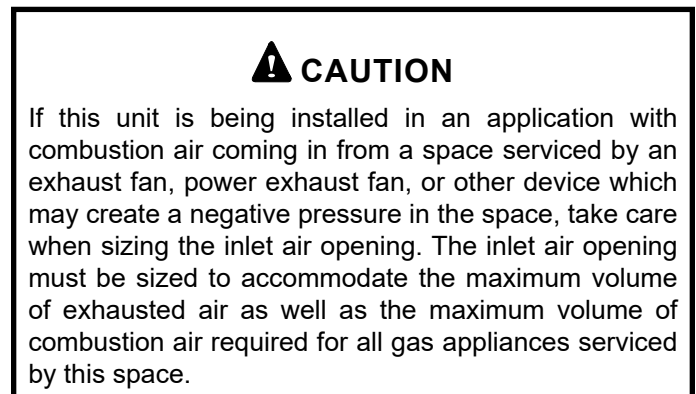 CAUTION
If this unit is being installed in an application with
combustion air coming in from a space serviced by an
exhaust fan, power exhaust fan, or other device which
may create a negative pressure in the space, take care
when sizing the inlet air opening. The inlet air opening
must be sized to accommodate the maximum volume
of exhausted air as well as the maximum volume of
combustion air required for all gas appliances serviced
by this space.